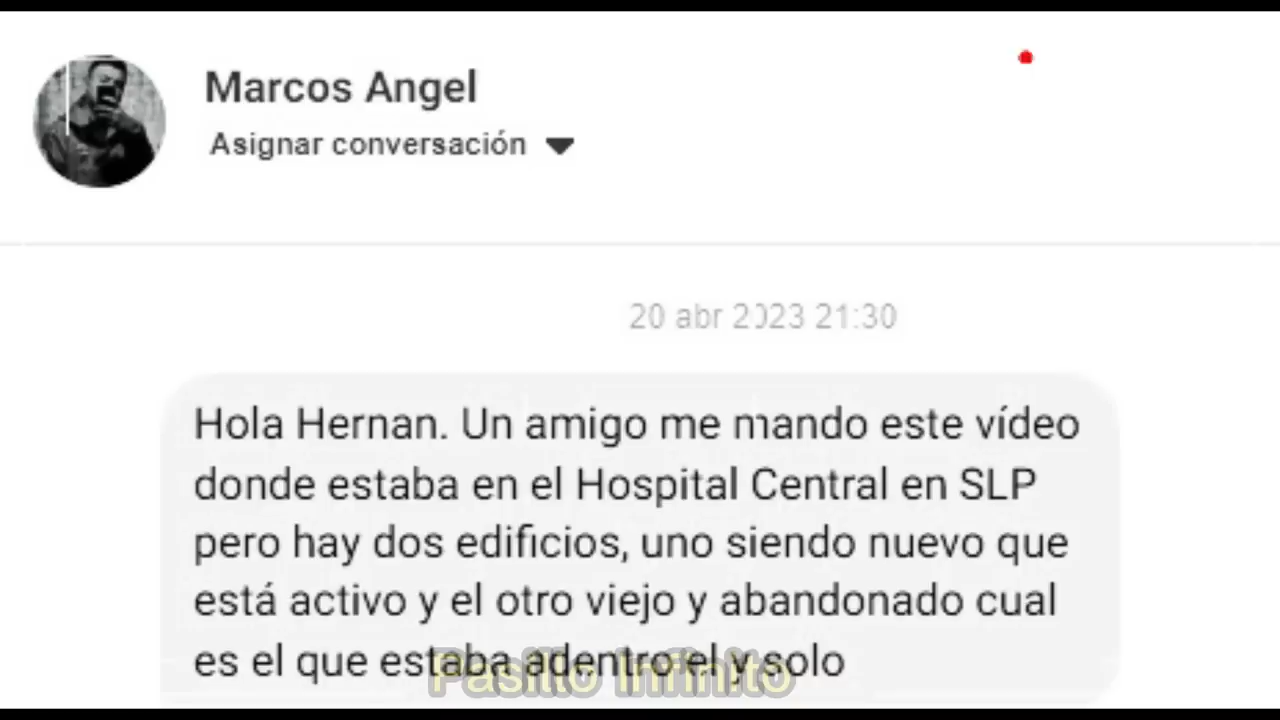 Marcos Angel
Asignar conversación
20 abr 2023 21:30
Hola Hernan. Un amigo me mando este vídeo
donde estaba en el Hospital Central en SLP
pero hay dos edificios, uno siendo nuevo que
está activo y el otro viejo y abandonado cual
es el que estaba adentro el y solo
Pasillo Infinito